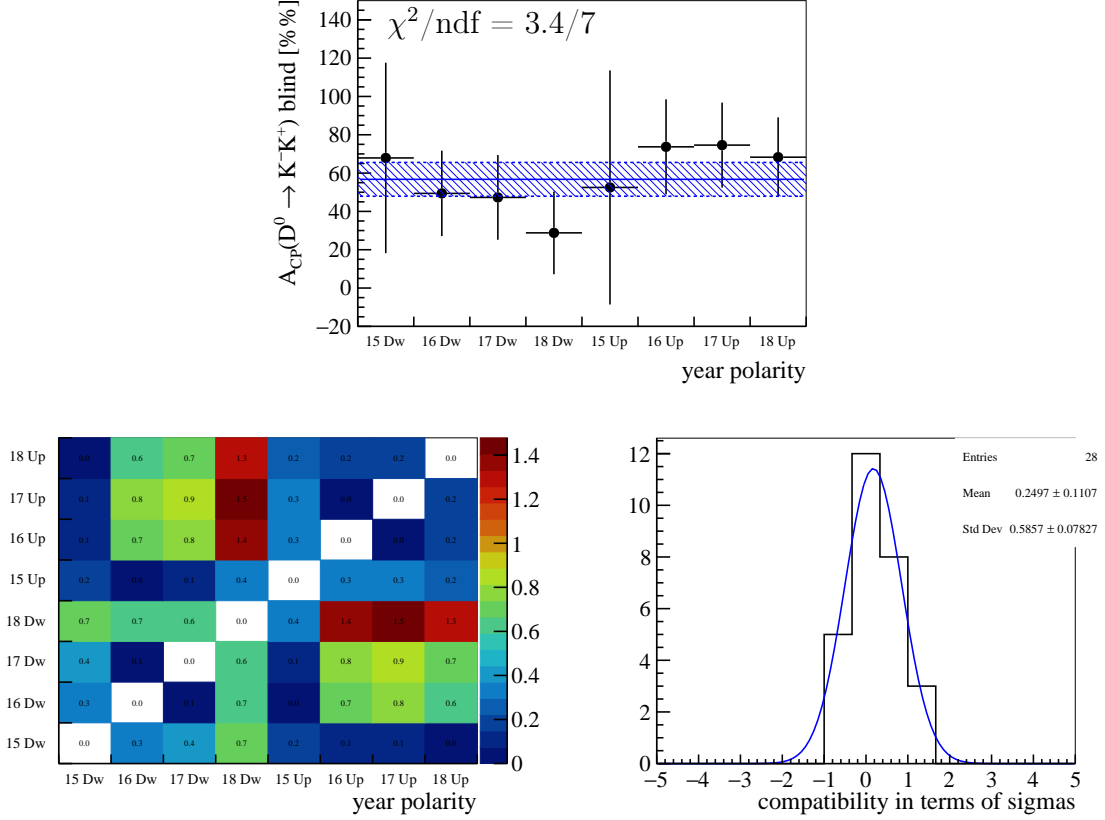 χ²/ndf = 3.4/7
A_CP(D⁰ → K⁻K⁺) blind [%%]
140
120
100
80
60
40
20
0
−20
15 Dw 16 Dw 17 Dw 18 Dw 15 Up 16 Up 17 Up 18 Up
year polarity
18 Up 0.0 0.6 0.7 1.3 0.2 0.2 0.2 0.0
17 Up 0.1 0.8 0.9 1.5 0.3 0.0 0.0 0.2
16 Up 0.1 0.7 0.8 1.4 0.3 0.0 0.0 0.2
15 Up 0.2 0.0 0.1 0.4 0.0 0.3 0.3 0.2
18 Dw 0.7 0.7 0.6 0.0 0.4 1.4 1.5 1.3
17 Dw 0.4 0.1 0.0 0.6 0.1 0.8 0.9 0.7
16 Dw 0.3 0.0 0.1 0.7 0.0 0.7 0.8 0.6
15 Dw 0.0 0.3 0.4 0.7 0.2 0.1 0.1 0.0
15 Dw 16 Dw 17 Dw 18 Dw 15 Up 16 Up 17 Up 18 Up
year polarity
1.4
1.2
1
0.8
0.6
0.4
0.2
0
12
10
8
6
4
2
0
Entries 28
Mean 0.2497 ± 0.1107
Std Dev 0.5857 ± 0.07827
−5 −4 −3 −2 −1 0 1 2 3 4 5
compatibility in terms of sigmas